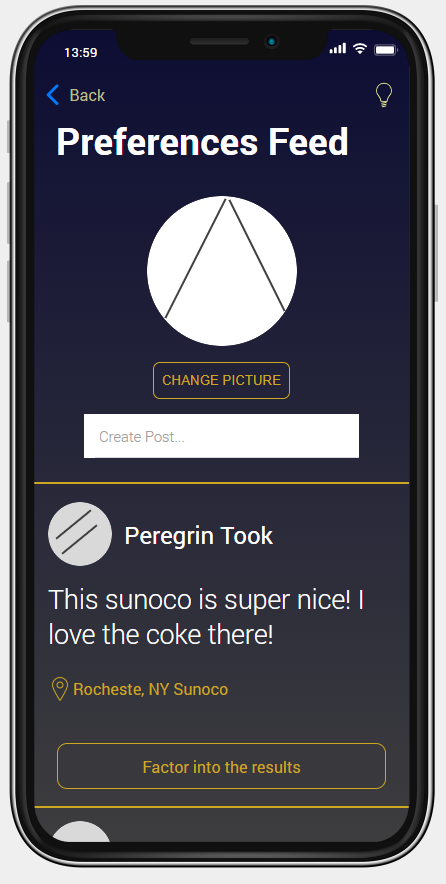 13:59
Back
Preferences Feed
CHANGE PICTURE
Create Post...
Peregrin Took
This sunoco is super nice! I
love the coke there!
Rocheste, NY Sunoco
Factor into the results